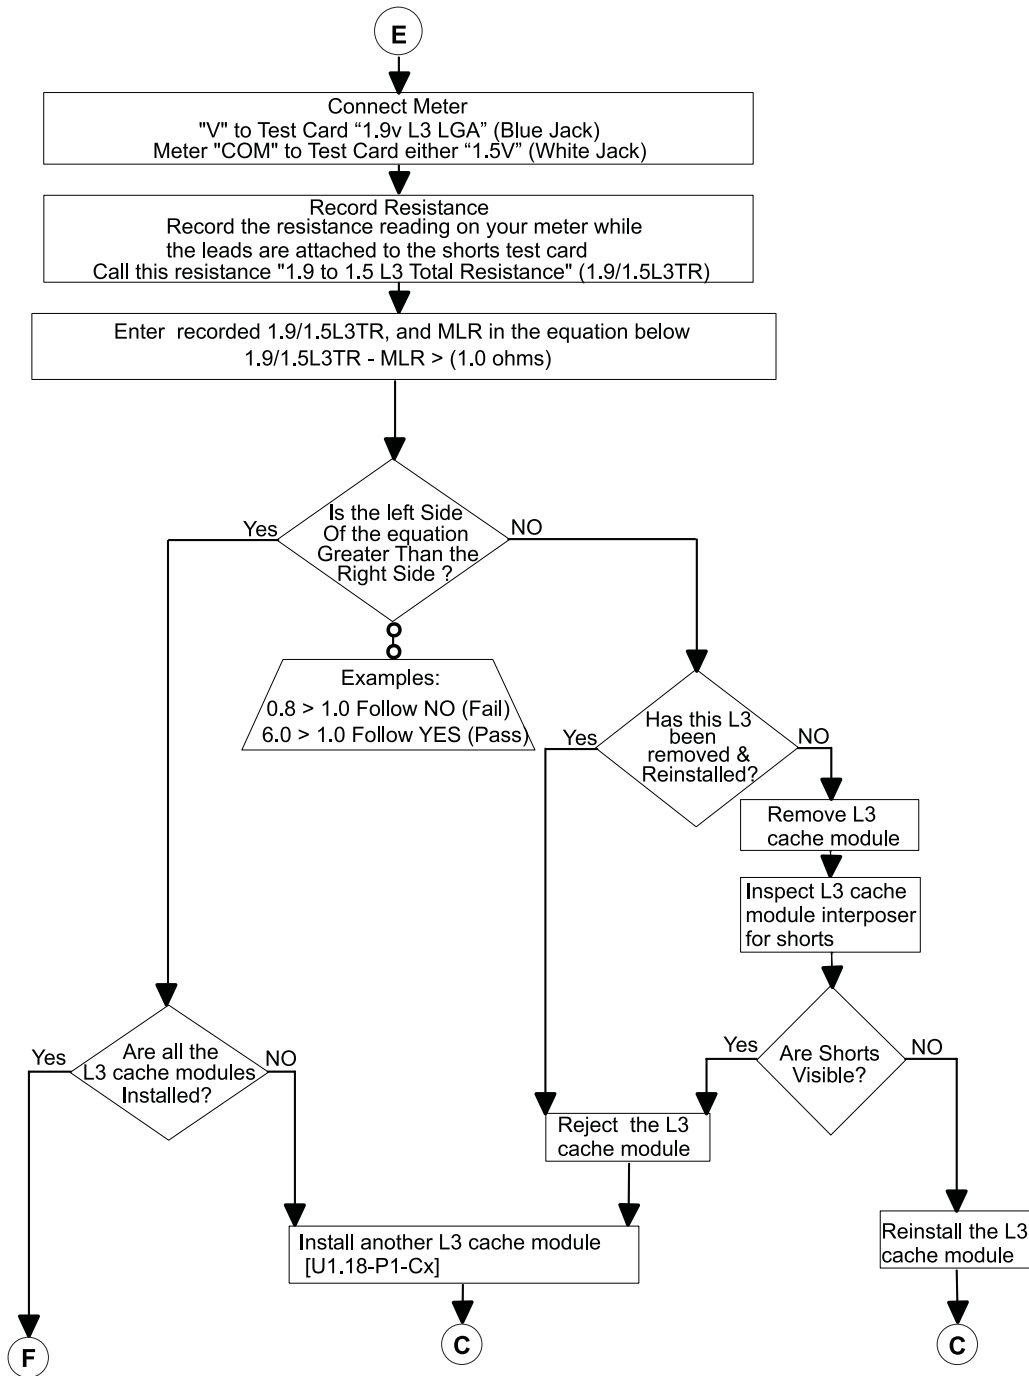 E
Connect Meter
"V" to Test Card “1.9v L3 LGA” (Blue Jack)
Meter "COM" to Test Card either “1.5V” (White Jack)
Record Resistance
Record the resistance reading on your meter while
the leads are attached to the shorts test card
Call this resistance "1.9 to 1.5 L3 Total Resistance" (1.9/1.5L3TR)
Enter recorded 1.9/1.5L3TR, and MLR in the equation below
1.9/1.5L3TR - MLR > (1.0 ohms)
Is the left Side
Of the equation
Greater Than the
Right Side ?
Yes
NO
Examples:
0.8 > 1.0 Follow NO (Fail)
6.0 > 1.0 Follow YES (Pass)
Has this L3
been
removed &
Reinstalled?
Yes
NO
Remove L3
cache module
Inspect L3 cache
module interposer
for shorts
Are Shorts
Visible?
Yes
NO
Are all the
L3 cache modules
Installed?
Yes
NO
Reject the L3
cache module
Install another L3 cache module
[U1.18-P1-Cx]
Reinstall the L3
cache module
F
C
C